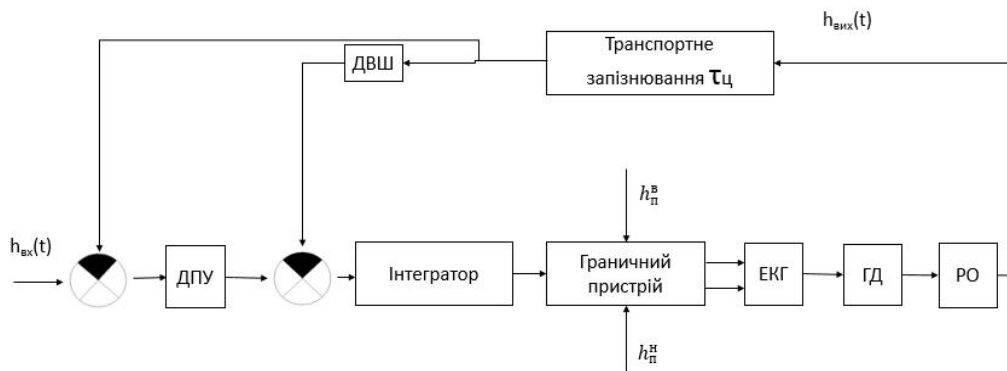 hвих(t)
Транспортне
запізнювання τц
ДВШ
hвх(t)
hпв
ДПУ
Інтегратор
Граничний
пристрій
ЕКГ
ГД
РО
hпн